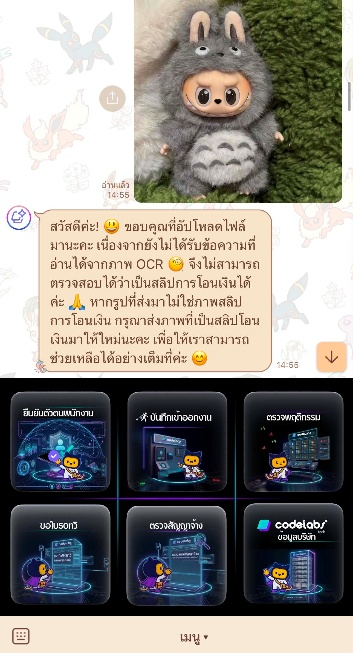 อ่านแล้ว
14:55
สวัสดีค่ะ! 😃 ขอบคุณที่อัปโหลดไฟล์
มานะคะ เนื่องจากยังไม่ได้รับข้อความที่
อ่านได้จากภาพ OCR 🧐 จึงไม่สามารถ
ตรวจสอบได้ว่าเป็นสลิปการโอนเงินได้
ค่ะ 🙏 หากรูปที่ส่งมาไม่ใช่ภาพสลิป
การโอนเงิน กรุณาส่งภาพที่เป็นสลิปโอน
เงินมาให้ใหม่นะคะ เพื่อให้เราสามารถ
ช่วยเหลือได้อย่างเต็มที่ค่ะ 😊
14:55
ยืนยันตัวตนพนักงาน
บันทึกเข้าออกงาน
ตรวจพฤติกรรม
ขอใบรอทวิ
ตรวจสัญญาจ้าง
codelabs
ข้อมูลบริษัท
เมนู ▾